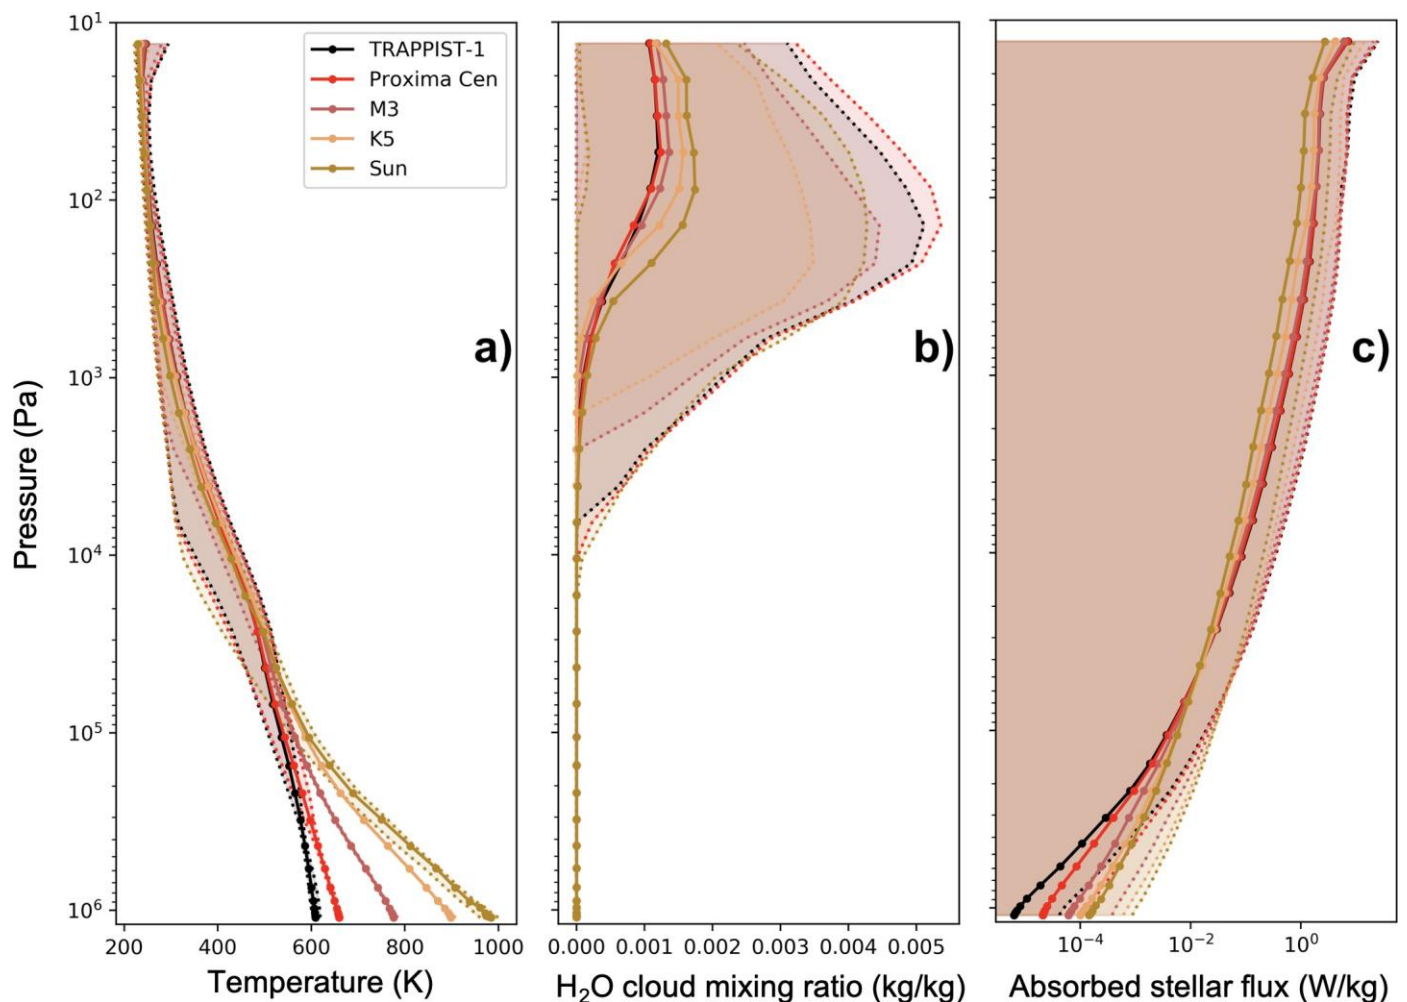 10¹
10²
10³
10⁴
10⁵
10⁶
Pressure (Pa)
TRAPPIST-1
Proxima Cen
M3
K5
Sun
a)
200 400 600 800 1000
Temperature (K)
b)
0.000 0.001 0.002 0.003 0.004 0.005
H₂O cloud mixing ratio (kg/kg)
c)
10⁻⁴ 10⁻² 10⁰
Absorbed stellar flux (W/kg)